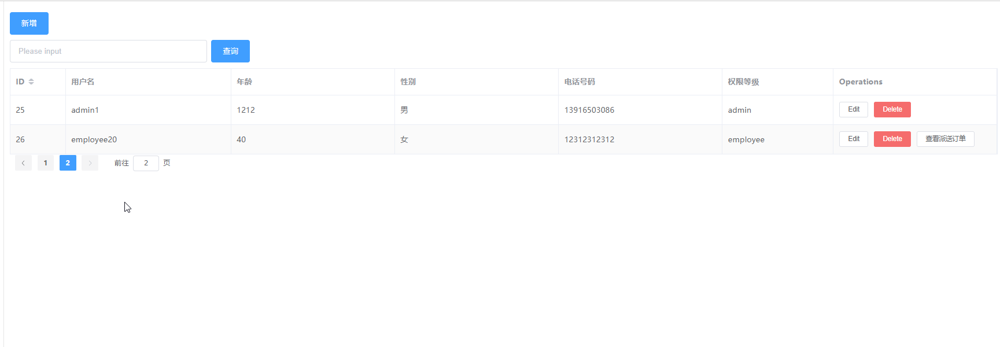 新增
Please input 查询
ID 用户名 年龄 性别 电话号码 权限等级 Operations
25 admin1 1212 男 13916503086 admin Edit Delete
26 employee20 40 女 12312312312 employee Edit Delete 查看派送订单
1 2 前往 2 页